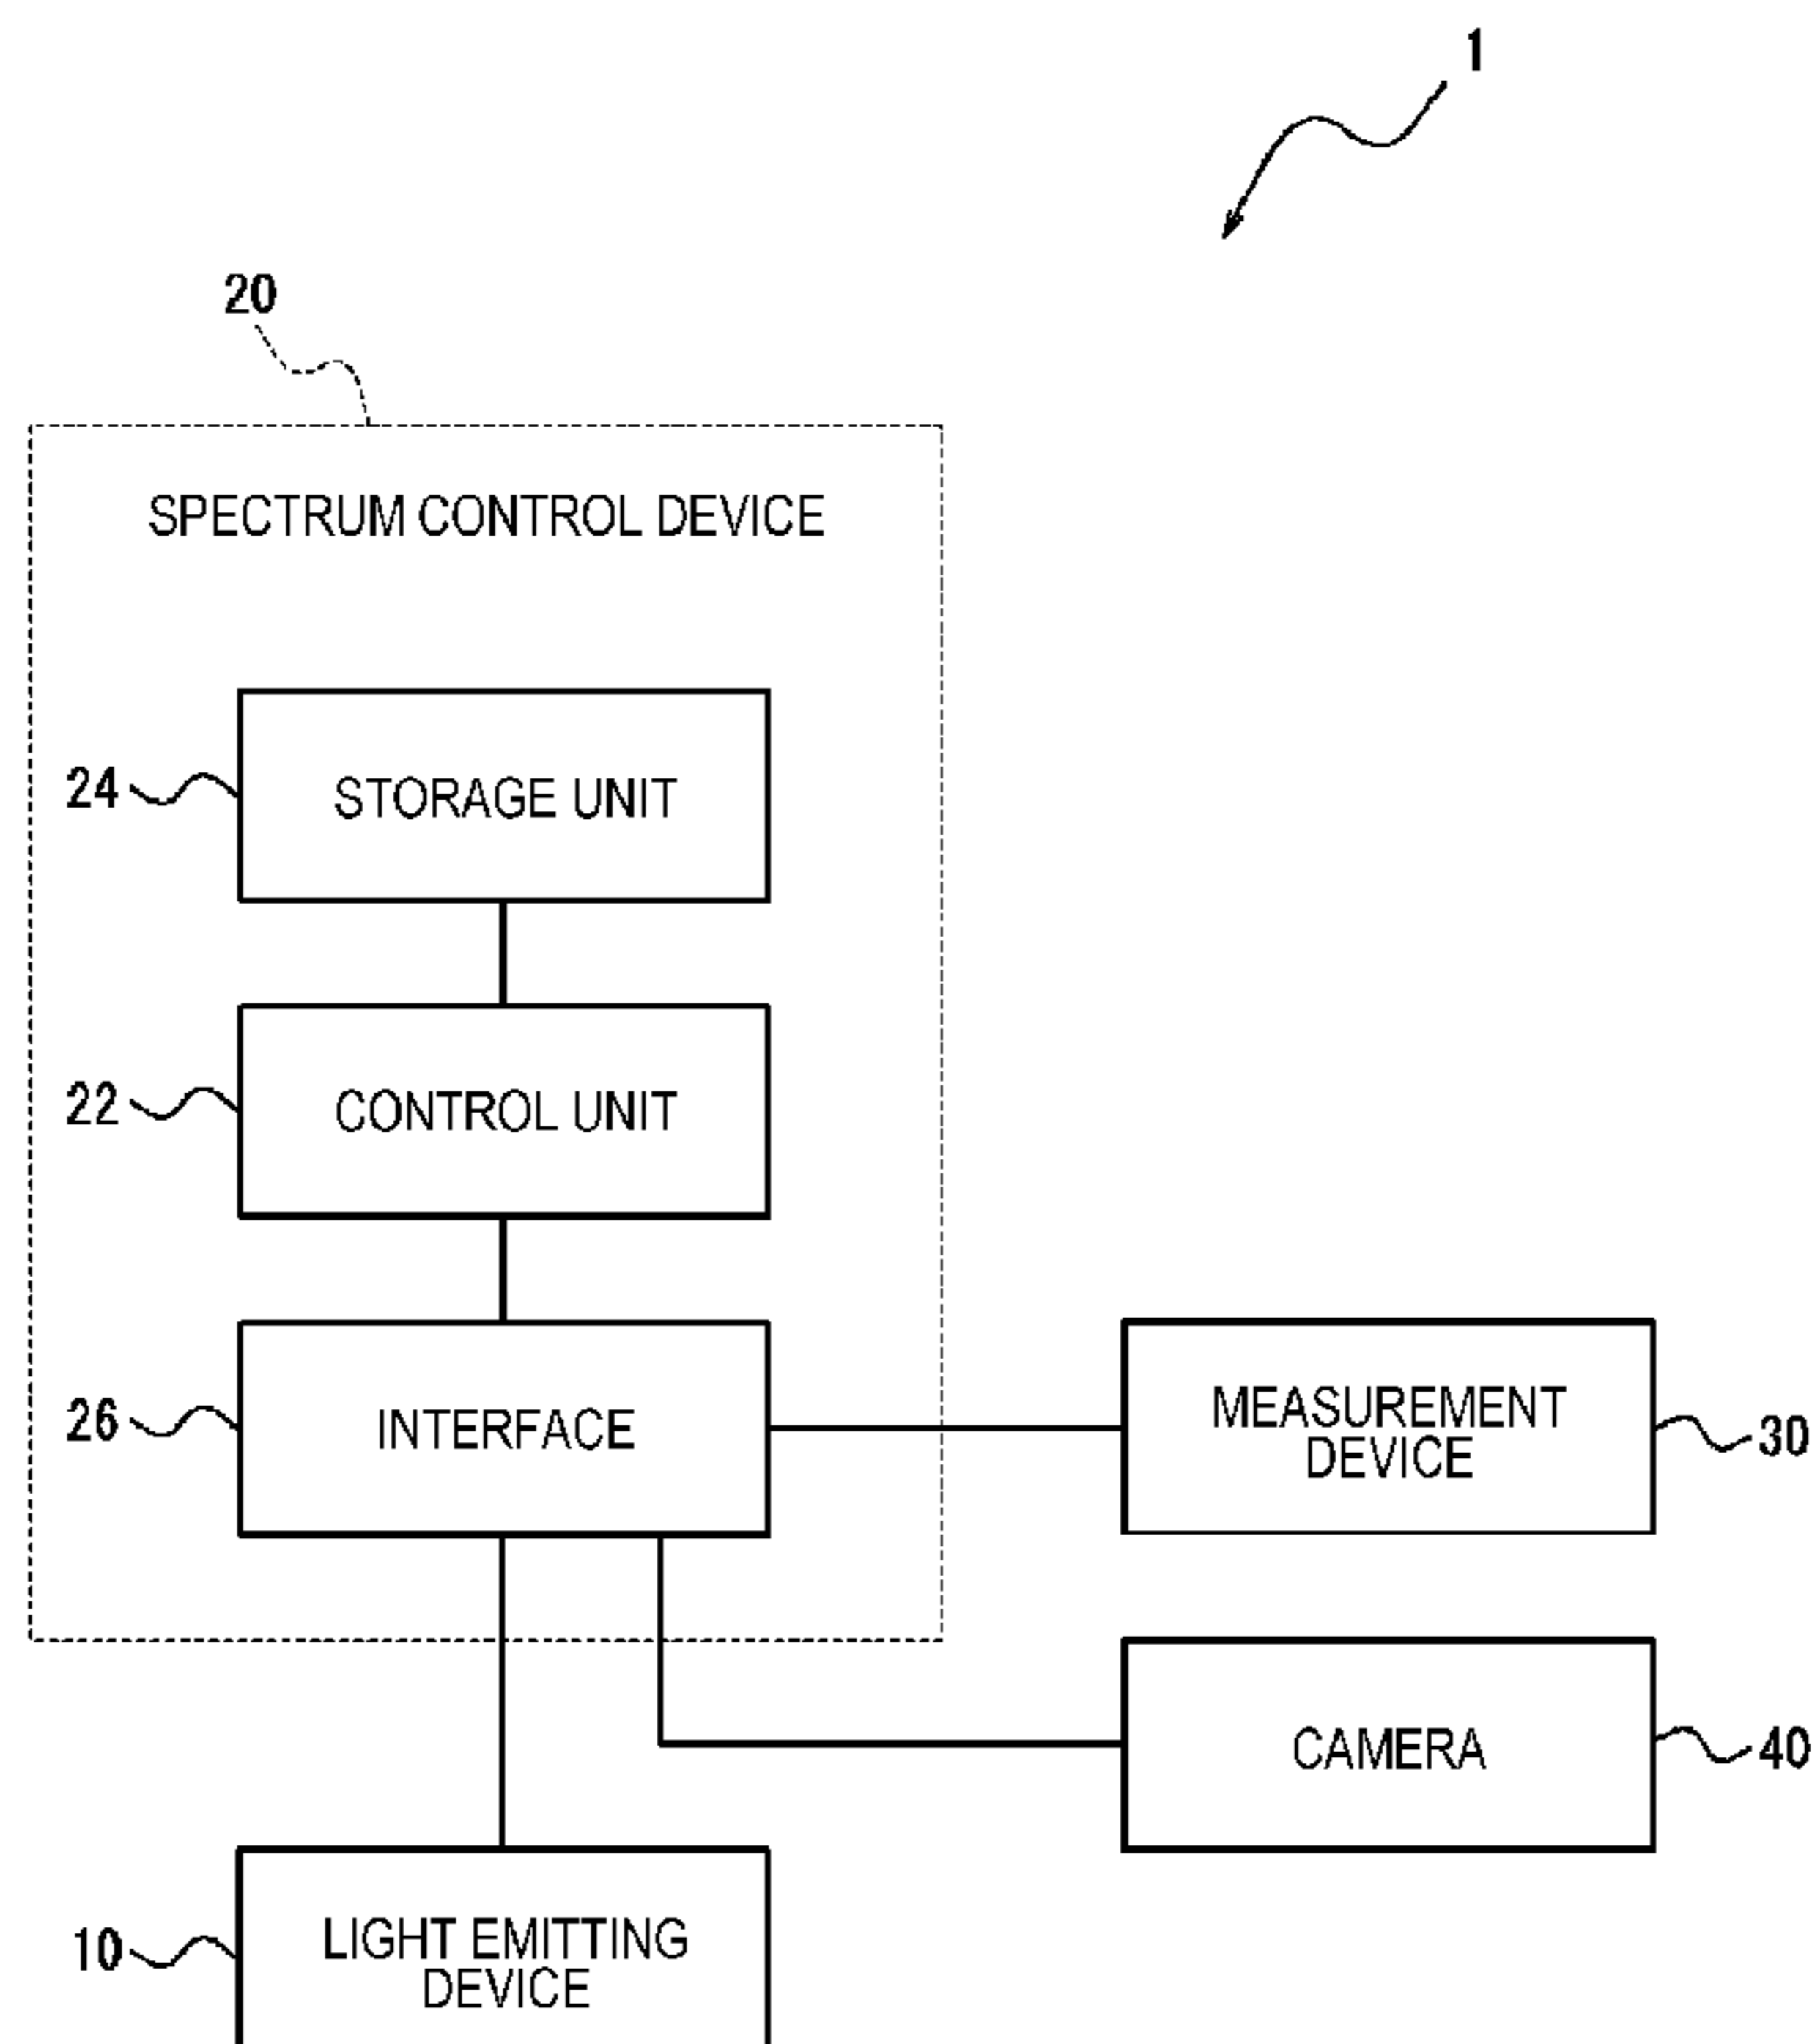 1
20
SPECTRUM CONTROL DEVICE
24
STORAGE UNIT
22
CONTROL UNIT
26
INTERFACE
MEASUREMENT
DEVICE
30
CAMERA
40
10
LIGHT EMITTING
DEVICE